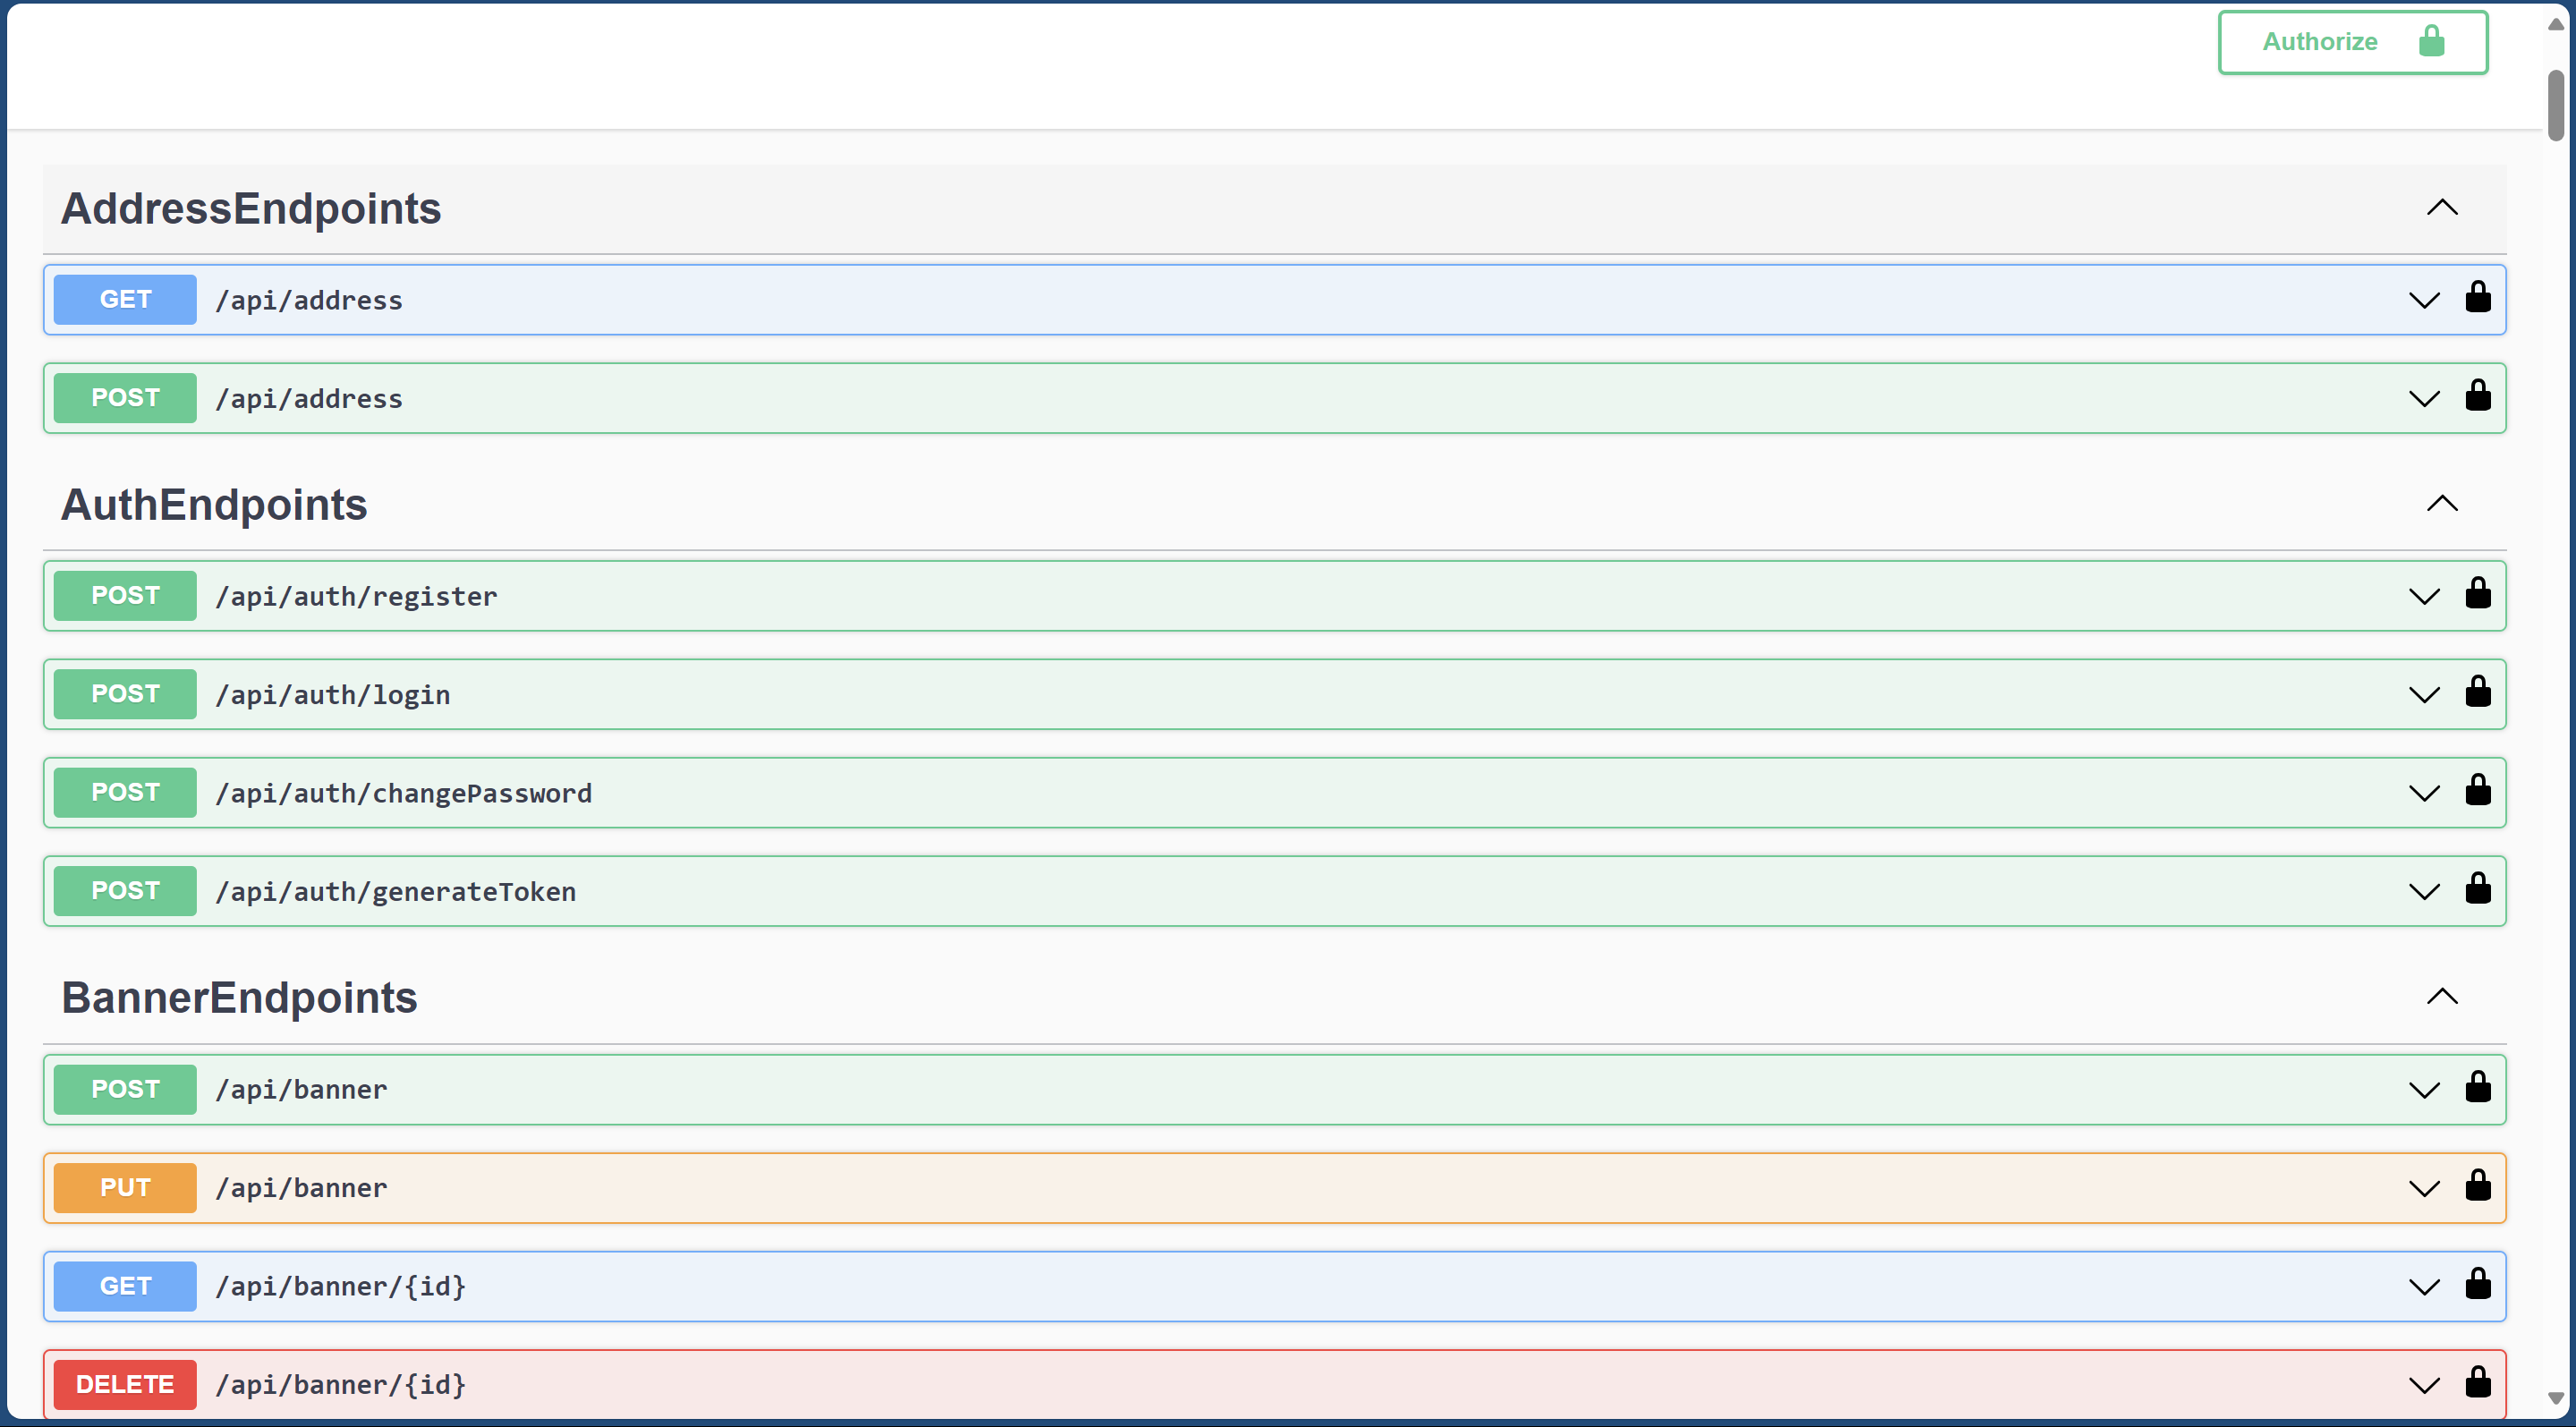 Authorize
AddressEndpoints
GET /api/address
POST /api/address
AuthEndpoints
POST /api/auth/register
POST /api/auth/login
POST /api/auth/changePassword
POST /api/auth/generateToken
BannerEndpoints
POST /api/banner
PUT /api/banner
GET /api/banner/{id}
DELETE /api/banner/{id}